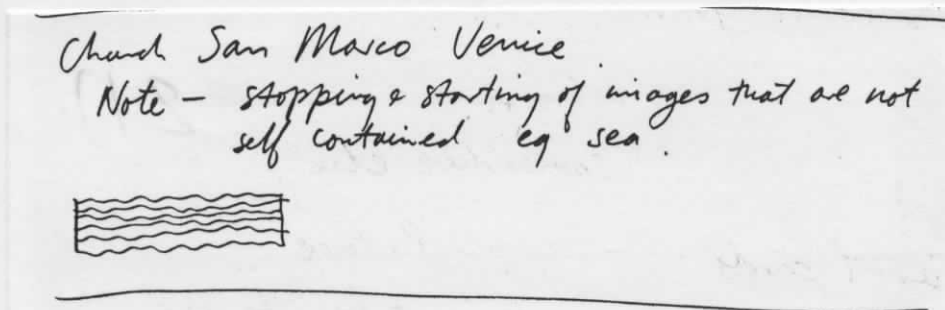 Church San Marco Venice
Note – stopping & starting of images that are not
self contained eg sea.